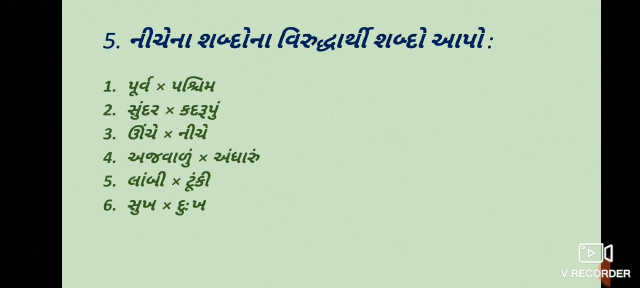 5. નીચેના શબ્દોના વિરુદ્ધાર્થી શબ્દો આપો :
1. પૂર્વ × પશ્ચિમ
2. સુંદર × કદરૂપું
3. ઊંચે × નીચે
4. અજવાળું × અંધારું
5. લાંબી × ટૂંકી
6. સુખ × દુઃખ
V RECORDER